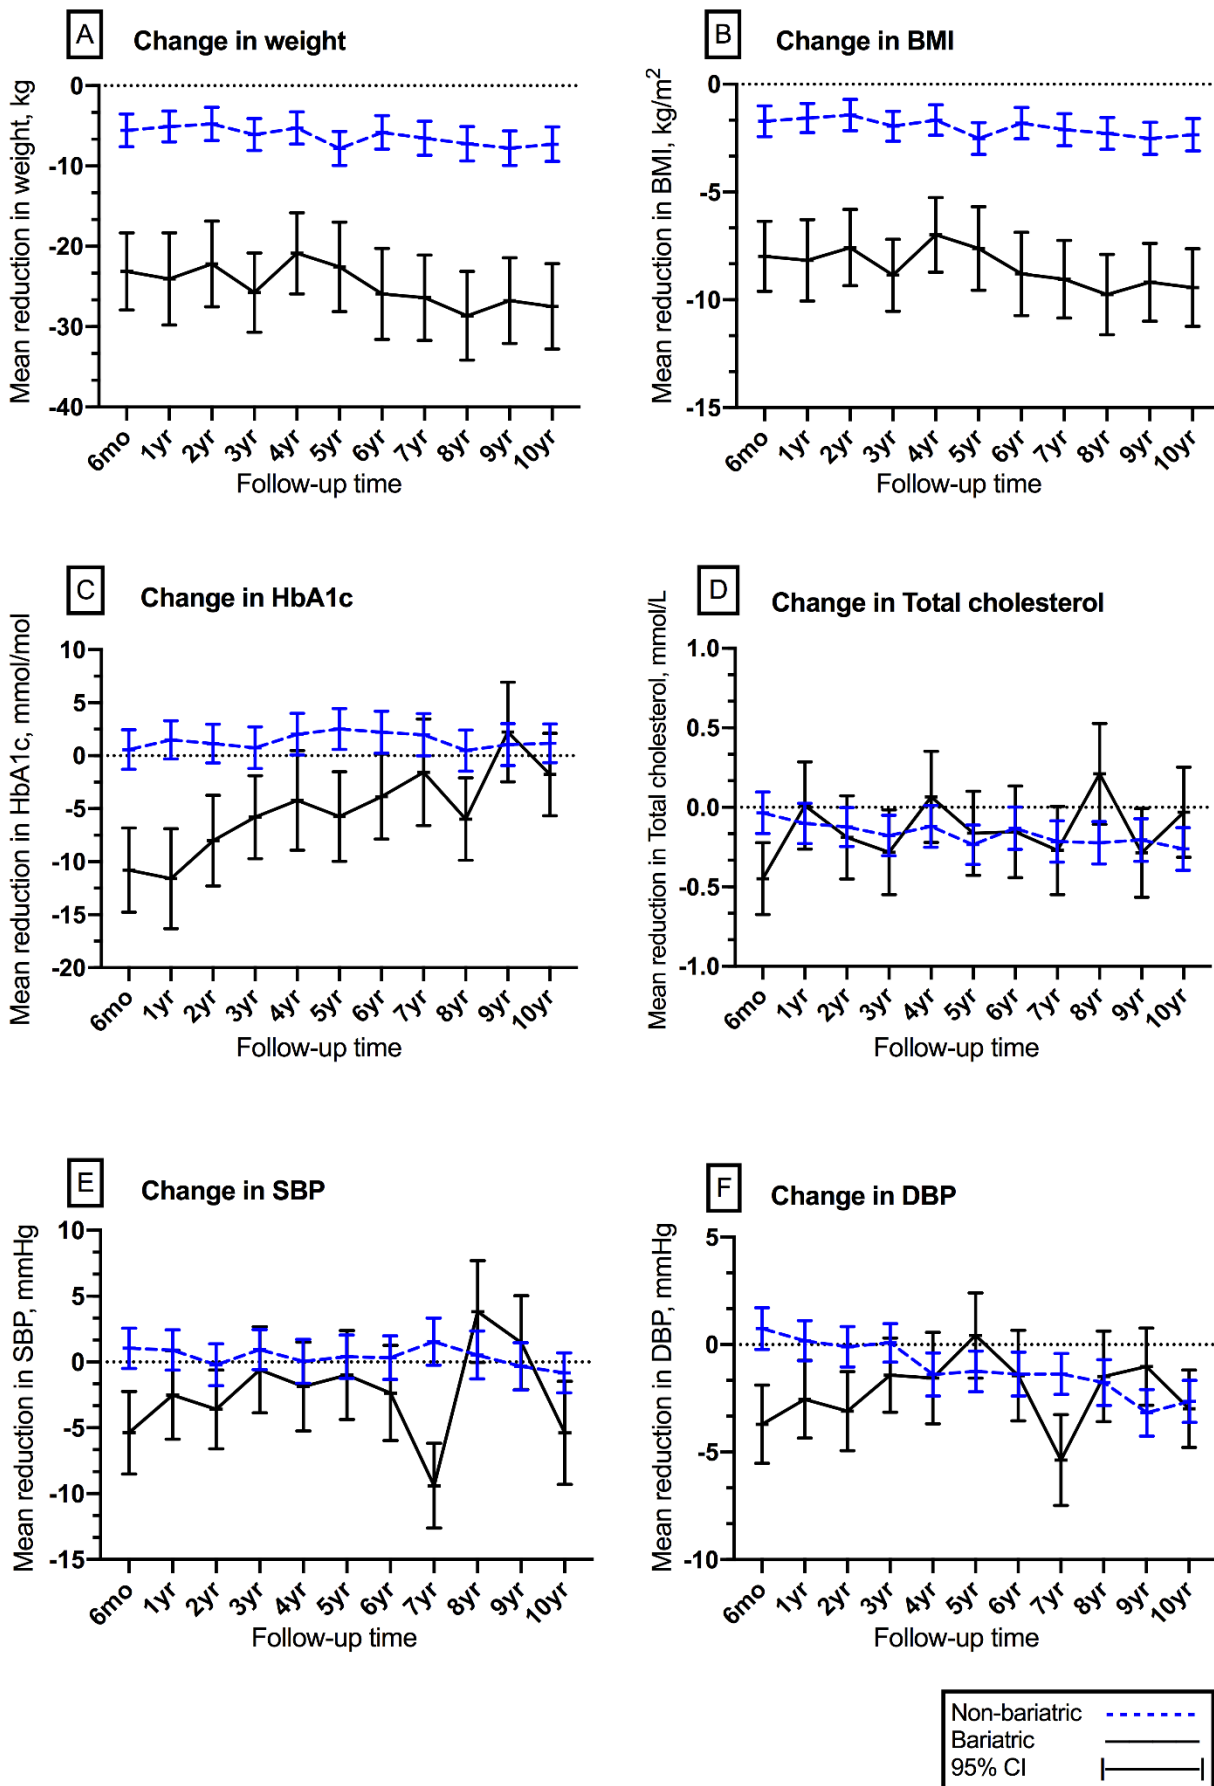 A Change in weight
Mean reduction in weight, kg
0
-10
-20
-30
-40
6mo 1yr 2yr 3yr 4yr 5yr 6yr 7yr 8yr 9yr 10yr
Follow-up time
B Change in BMI
Mean reduction in BMI, kg/m²
0
-5
-10
-15
6mo 1yr 2yr 3yr 4yr 5yr 6yr 7yr 8yr 9yr 10yr
Follow-up time
C Change in HbA1c
Mean reduction in HbA1c, mmol/mol
10
5
0
-5
-10
-15
-20
6mo 1yr 2yr 3yr 4yr 5yr 6yr 7yr 8yr 9yr 10yr
Follow-up time
D Change in Total cholesterol
Mean reduction in Total cholesterol, mmol/L
1.0
0.5
0.0
-0.5
-1.0
6mo 1yr 2yr 3yr 4yr 5yr 6yr 7yr 8yr 9yr 10yr
Follow-up time
E Change in SBP
Mean reduction in SBP, mmHg
10
5
0
-5
-10
-15
6mo 1yr 2yr 3yr 4yr 5yr 6yr 7yr 8yr 9yr 10yr
Follow-up time
F Change in DBP
Mean reduction in DBP, mmHg
5
0
-5
-10
6mo 1yr 2yr 3yr 4yr 5yr 6yr 7yr 8yr 9yr 10yr
Follow-up time
Non-bariatric
Bariatric
95% CI